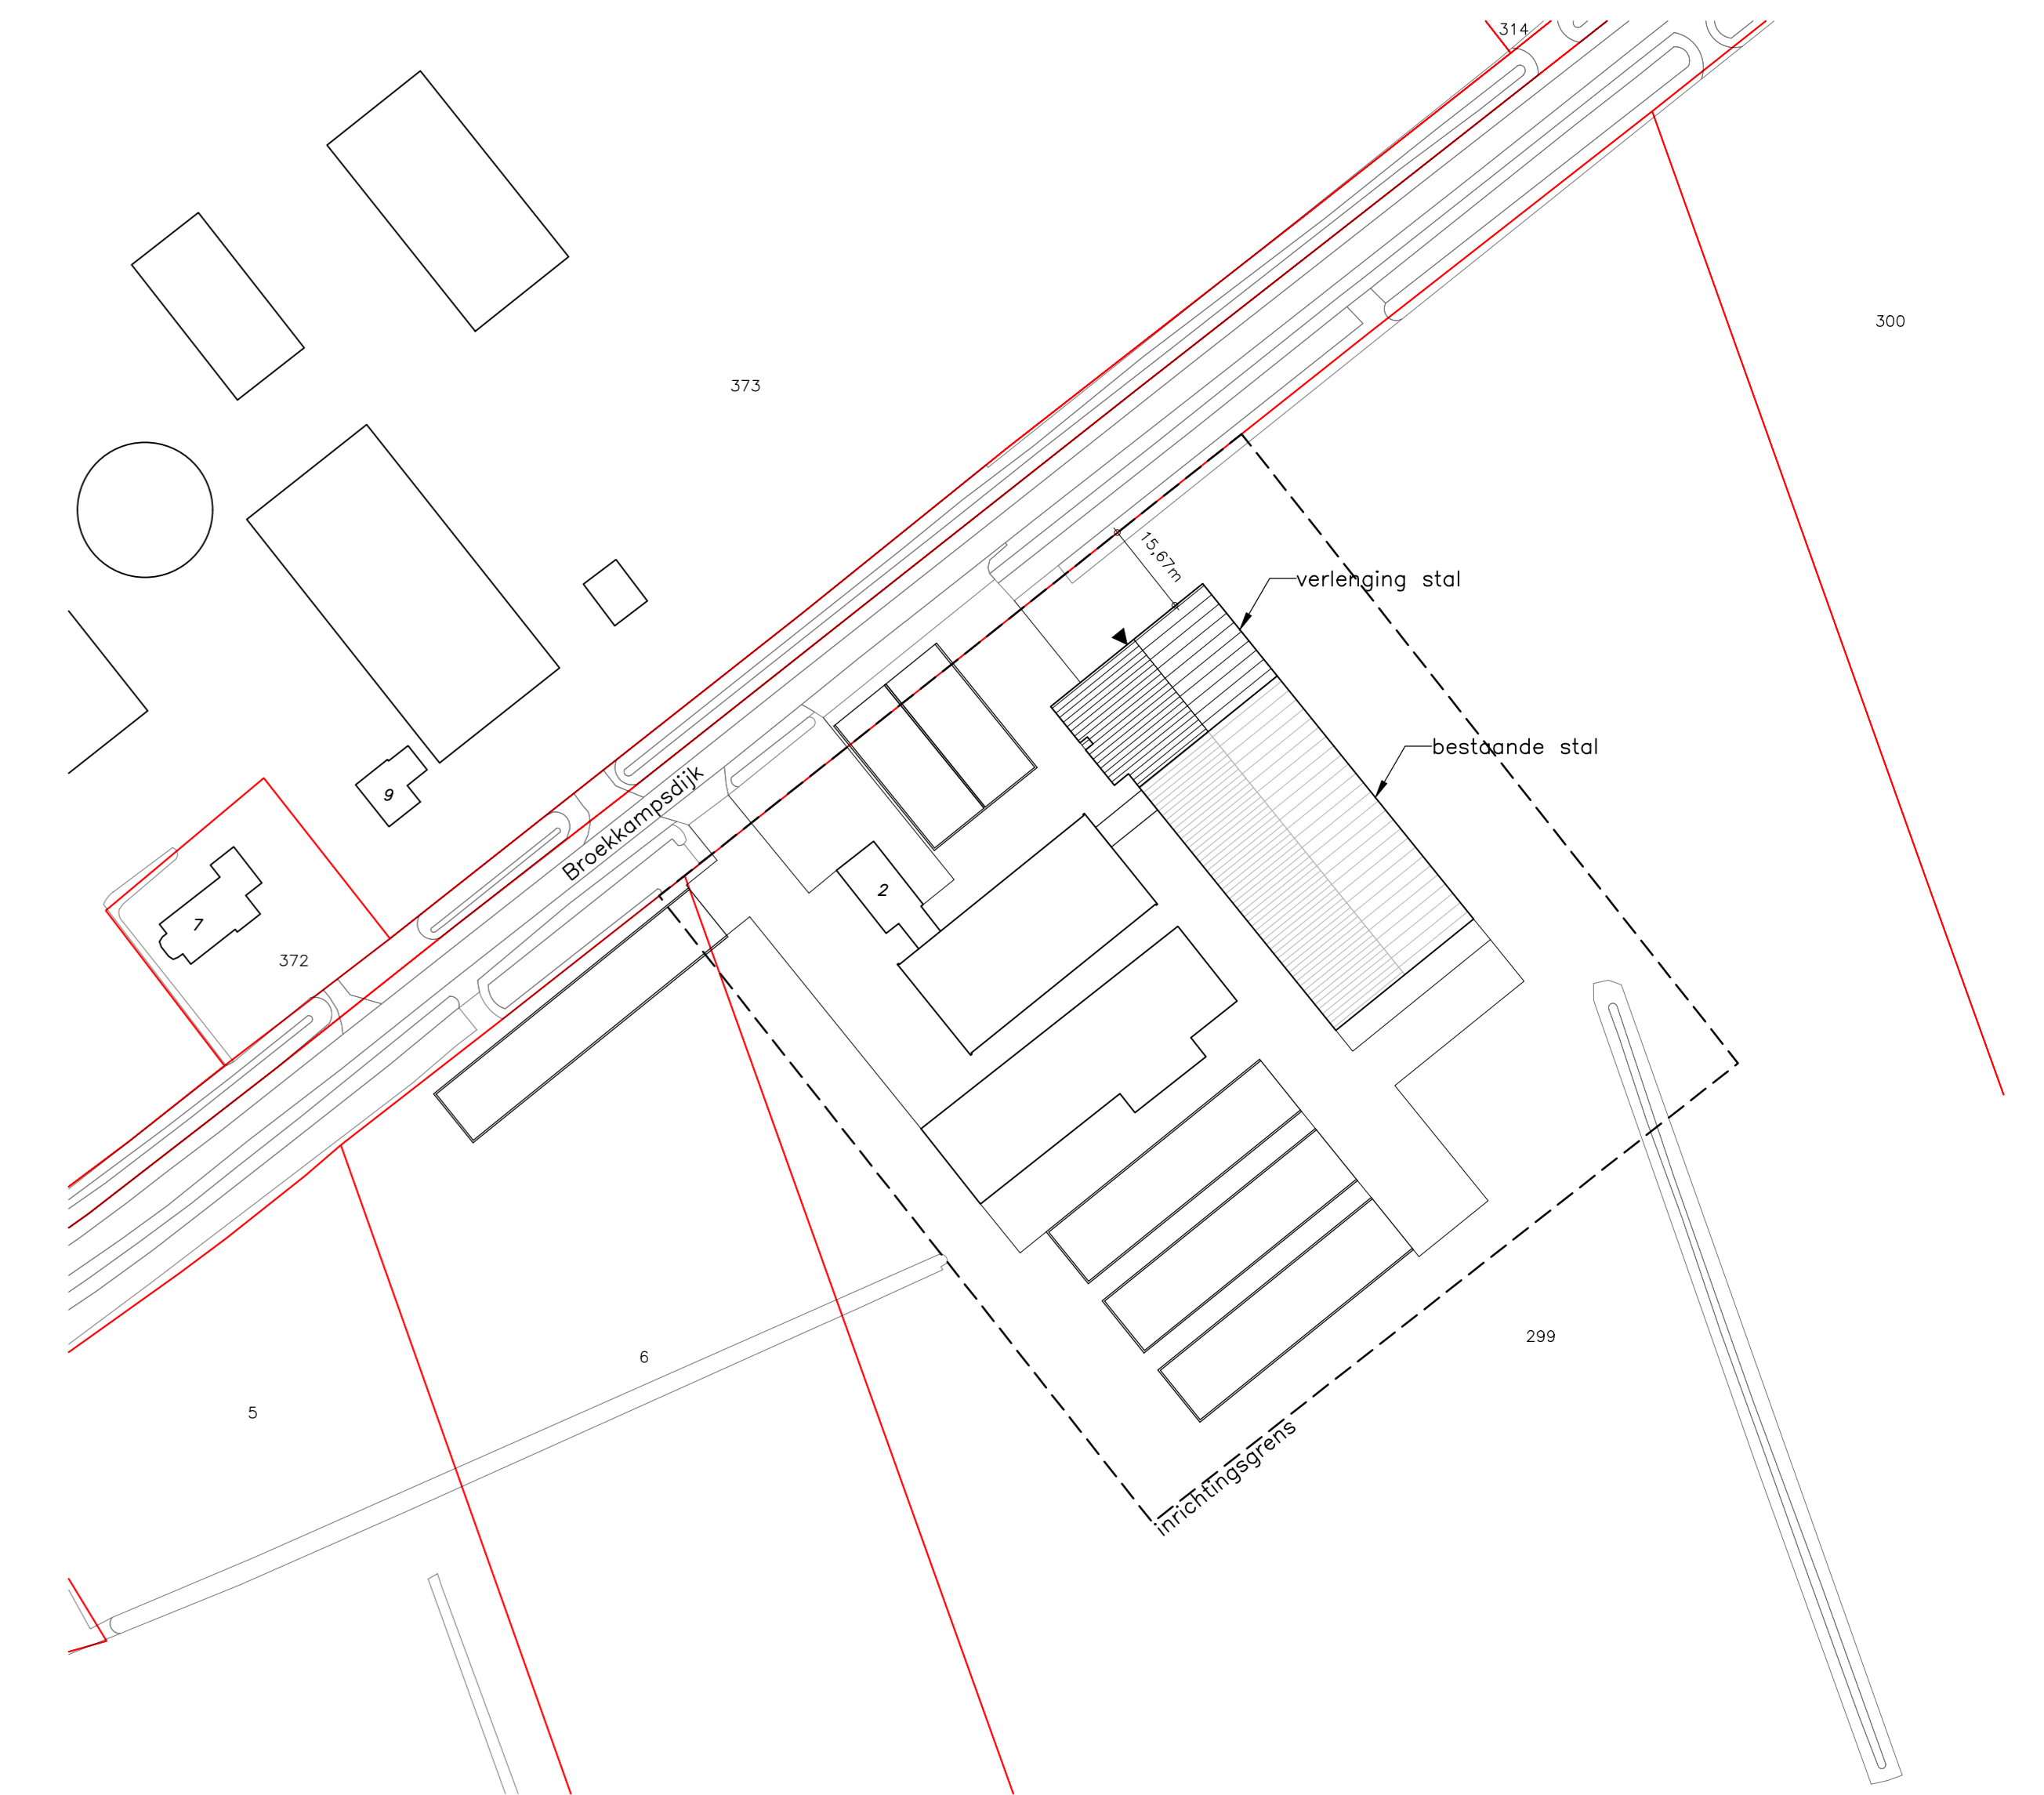 314
300
373
15,67m
verlenging stal
bestaande stal
Broekkampsdijk
9
2
7
372
299
6
5
inrichtingsgrens